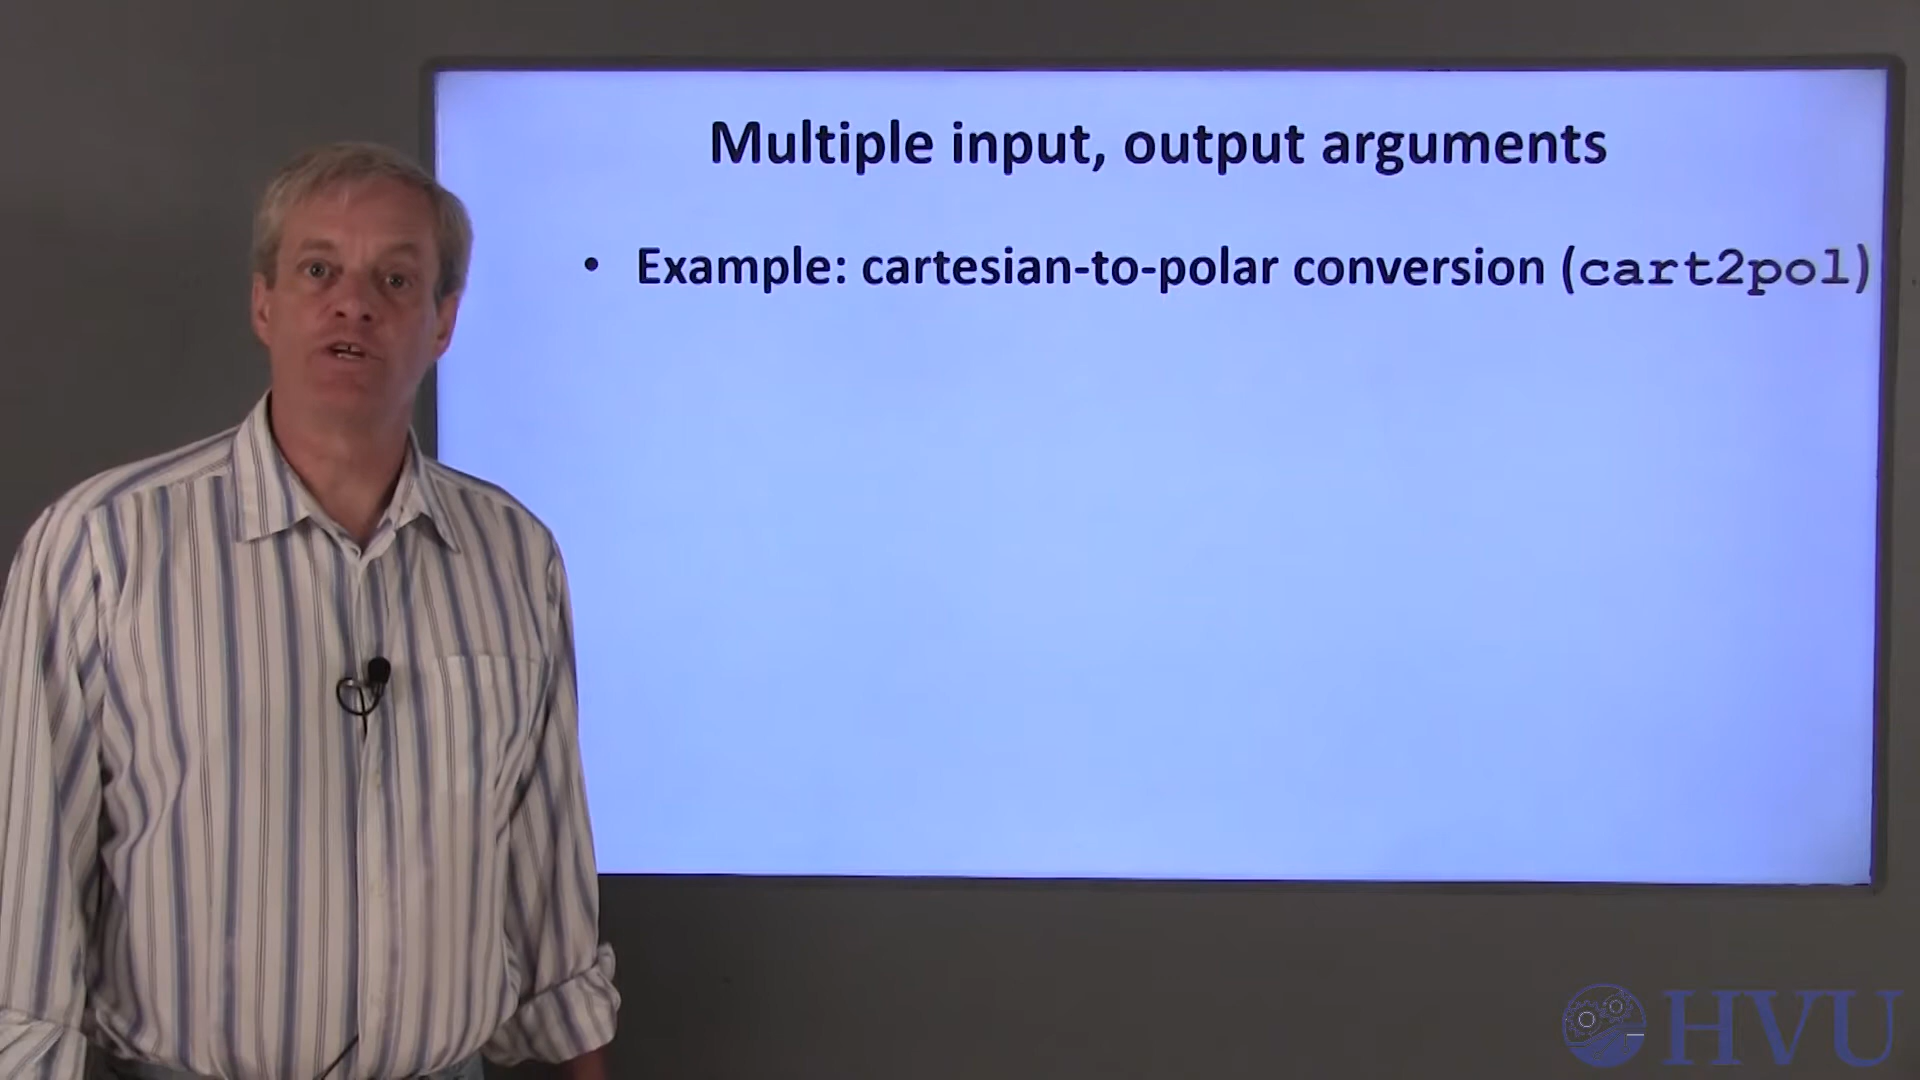 Multiple input, output arguments
• Example: cartesian-to-polar conversion (cart2pol)
HVU